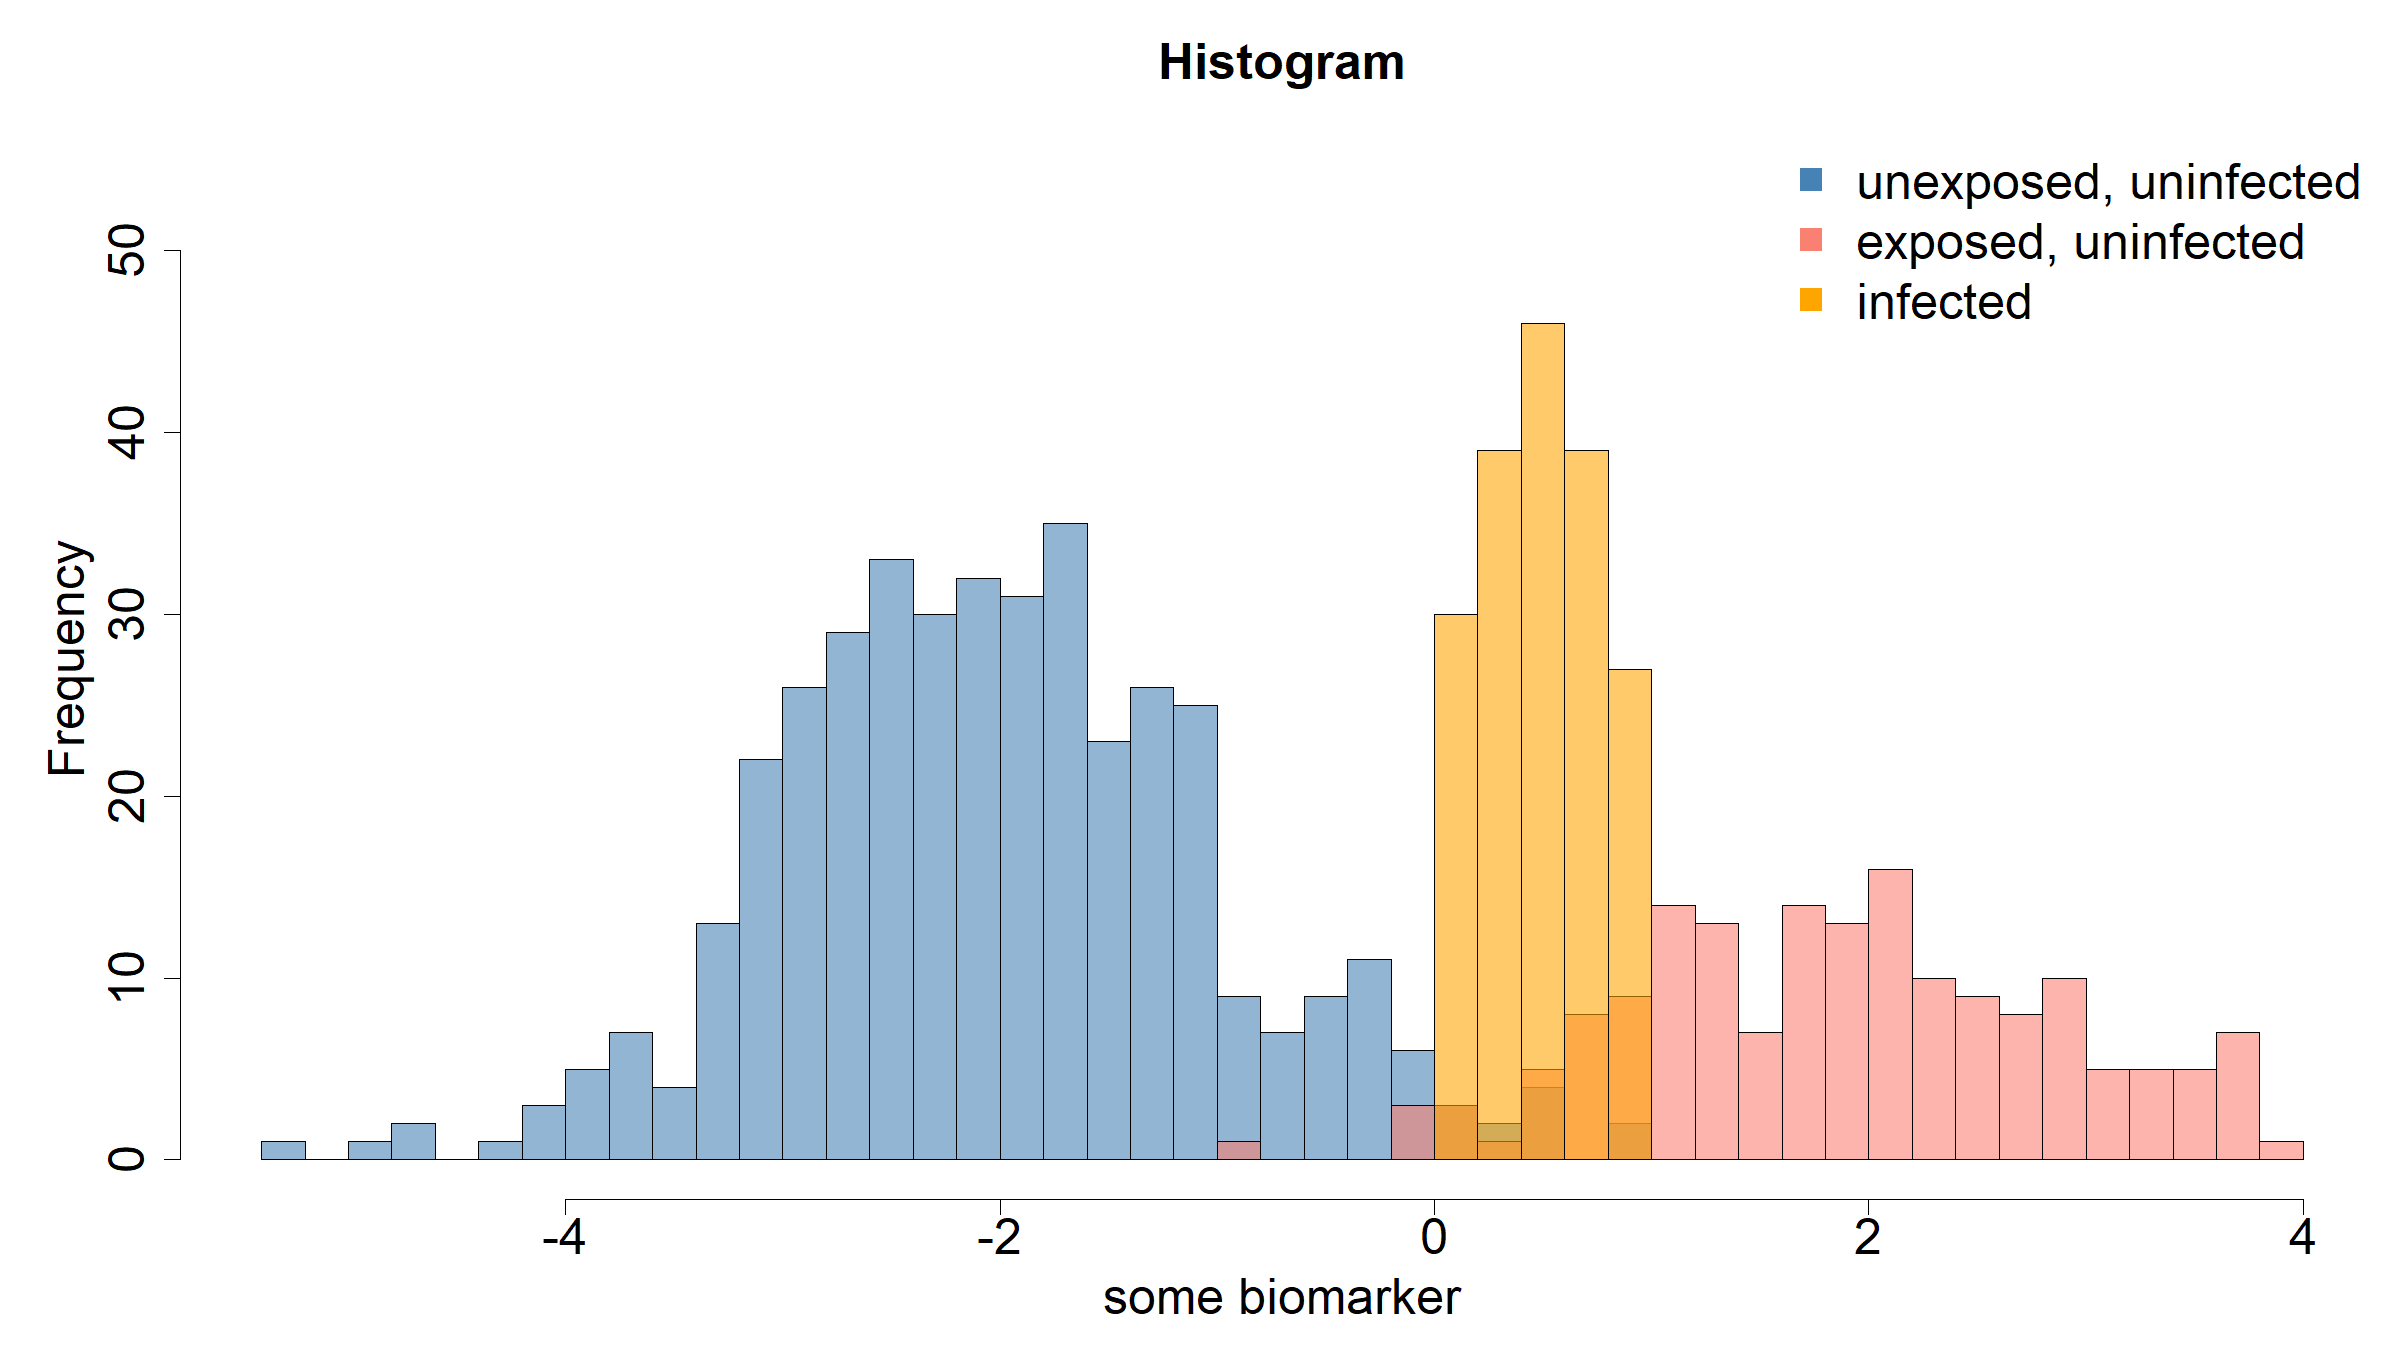 Histogram
unexposed, uninfected
exposed, uninfected
infected
Frequency
50
40
30
20
10
0
-4 -2 0 2 4
some biomarker